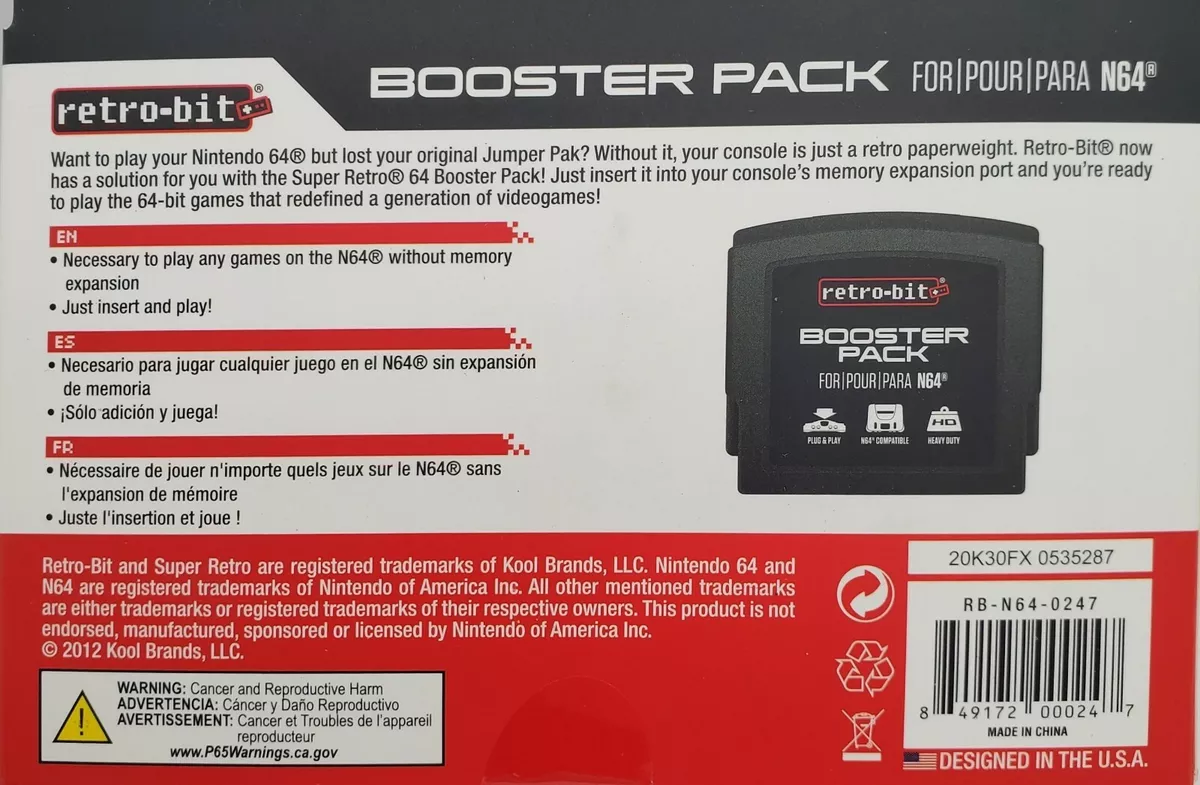 retro-bit®
BOOSTER PACK FOR|POUR|PARA N64®
Want to play your Nintendo 64® but lost your original Jumper Pak? Without it, your console is just a retro paperweight. Retro-Bit® now
has a solution for you with the Super Retro® 64 Booster Pack! Just insert it into your console's memory expansion port and you're ready
to play the 64-bit games that redefined a generation of videogames!
EN
• Necessary to play any games on the N64® without memory
expansion
• Just insert and play!
ES
• Necesario para jugar cualquier juego en el N64® sin expansión
de memoria
• ¡Sólo adición y juega!
FR
• Nécessaire de jouer n'importe quels jeux sur le N64® sans
l'expansion de mémoire
• Juste l'insertion et joue !
retro-bit®
BOOSTER
PACK
FOR|POUR|PARA N64®
PLUG & PLAY
N64® COMPATIBLE
HD
HEAVY DUTY
Retro-Bit and Super Retro are registered trademarks of Kool Brands, LLC. Nintendo 64 and
N64 are registered trademarks of Nintendo of America Inc. All other mentioned trademarks
are either trademarks or registered trademarks of their respective owners. This product is not
endorsed, manufactured, sponsored or licensed by Nintendo of America Inc.
© 2012 Kool Brands, LLC.
WARNING: Cancer and Reproductive Harm
ADVERTENCIA: Cáncer y Daño Reproductivo
AVERTISSEMENT: Cancer et Troubles de l'appareil
reproducteur
www.P65Warnings.ca.gov
20K30FX 0535287
RB-N64-0247
8 49172 00024 7
MADE IN CHINA
DESIGNED IN THE U.S.A.